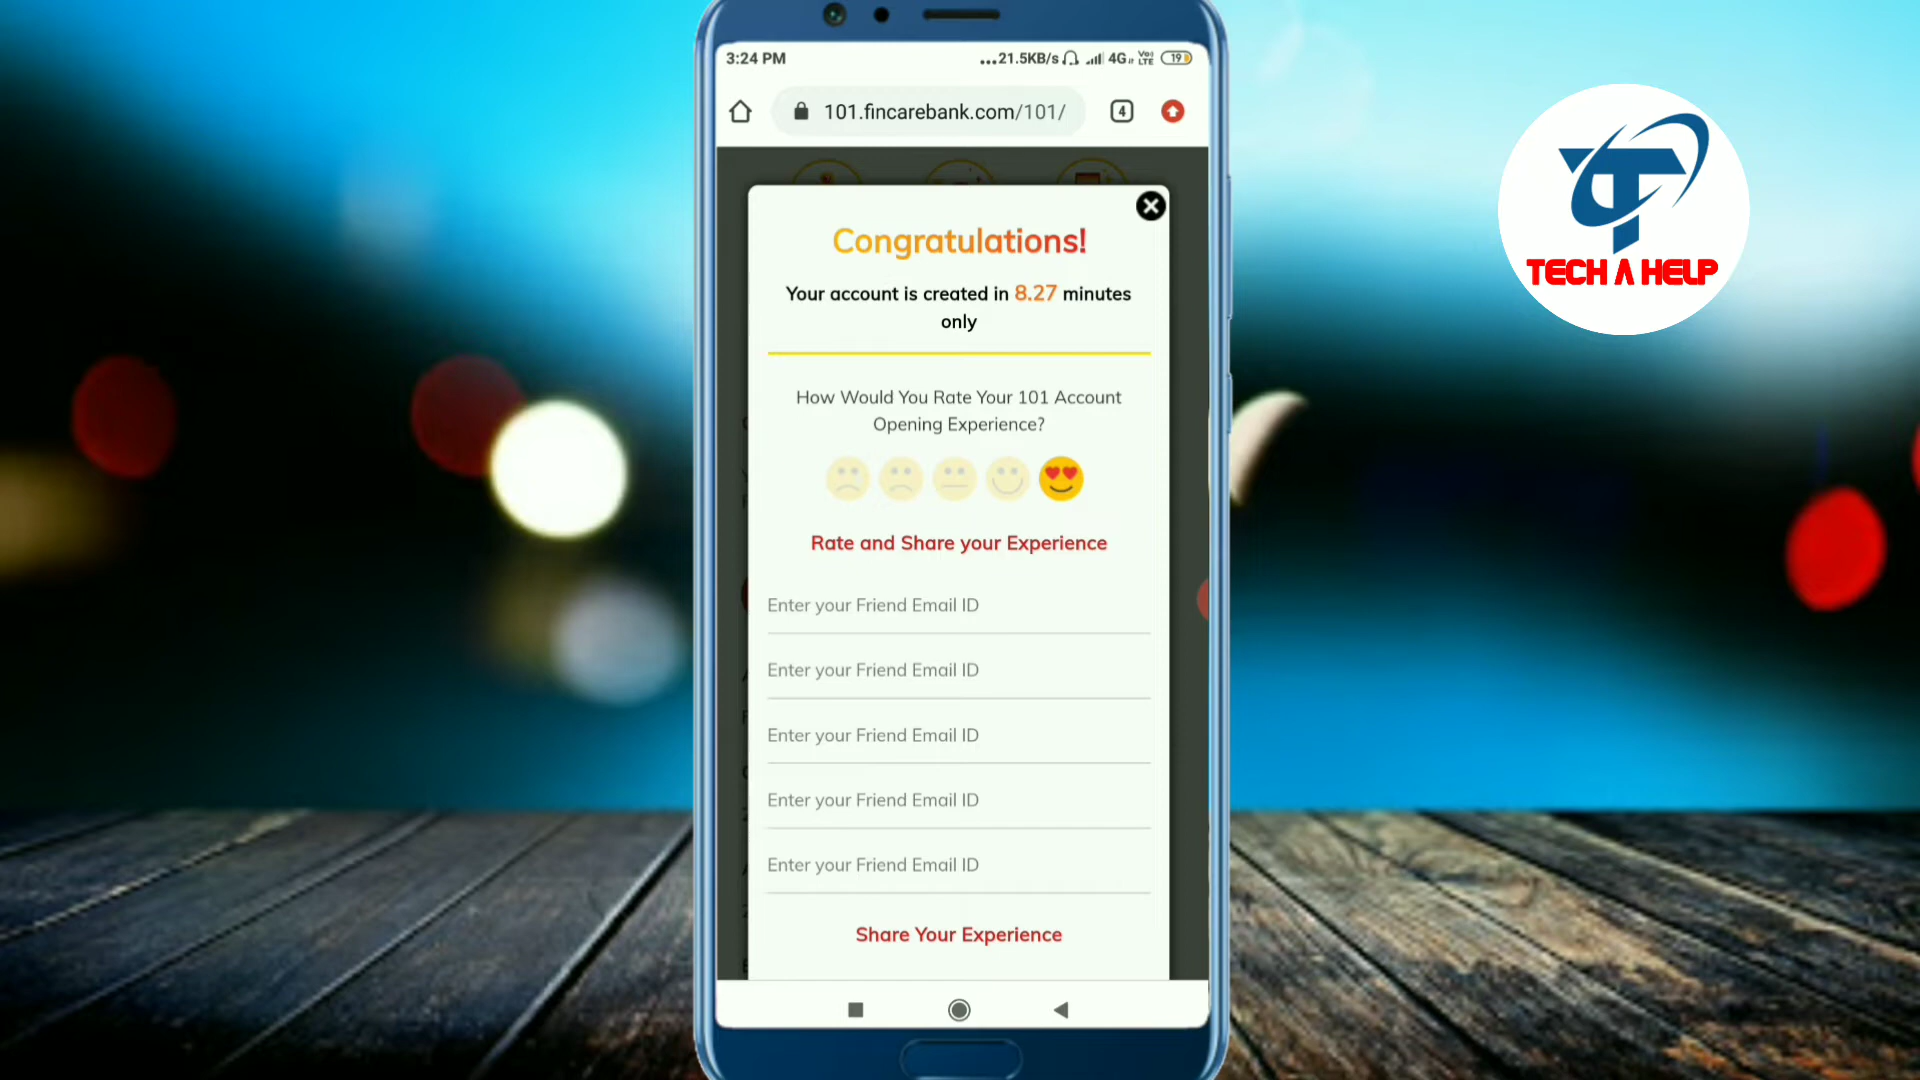 3:24 PM
...21.5KB/s 4G Vo) LTE 19
101.fincarebank.com/101/
4
Congratulations!
Your account is created in 8.27 minutes
only
How Would You Rate Your 101 Account
Opening Experience?
Rate and Share your Experience
Enter your Friend Email ID
Enter your Friend Email ID
Enter your Friend Email ID
Enter your Friend Email ID
Enter your Friend Email ID
Share Your Experience
TECH A HELP